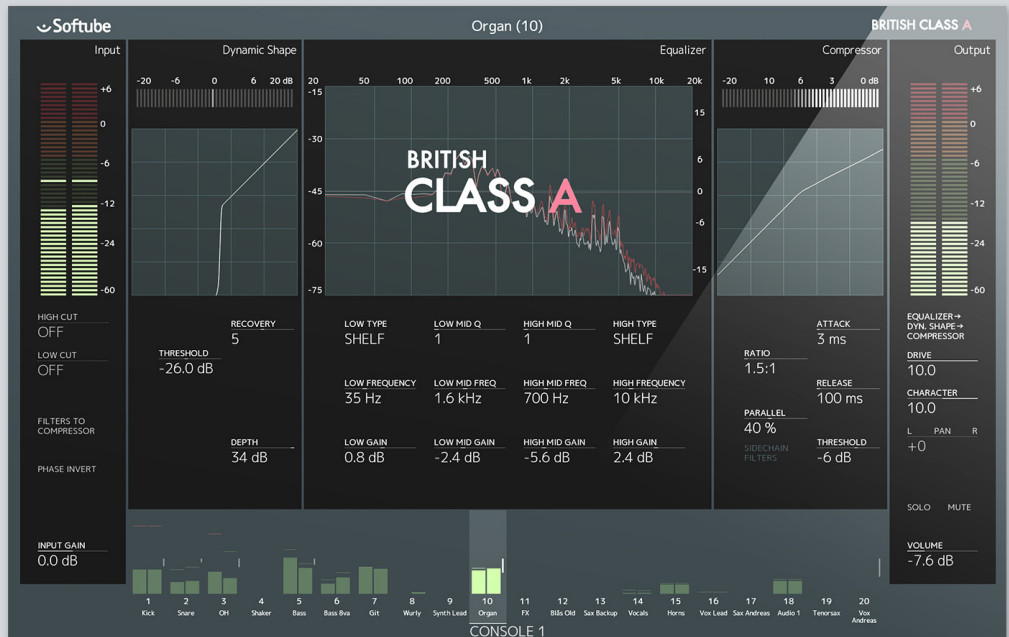 Softube
Organ (10)
BRITISH CLASS A
Input
Dynamic Shape
Equalizer
Compressor
Output
+6
0
-6
-12
-24
-60
-20 -6 0 6 20 dB
20 50 100 200 500 1k 2k 5k 10k 20k
-15
-30
-45
-60
-75
15
6
0
-6
-15
BRITISH
CLASS A
-20 10 6 3 0 dB
+6
0
-6
-12
-24
-60
HIGH CUT
OFF
LOW CUT
OFF
FILTERS TO
COMPRESSOR
PHASE INVERT
INPUT GAIN
0.0 dB
RECOVERY
5
THRESHOLD
-26.0 dB
DEPTH
34 dB
LOW TYPE LOW MID Q HIGH MID Q HIGH TYPE
SHELF 1 1 SHELF
LOW FREQUENCY LOW MID FREQ HIGH MID FREQ HIGH FREQUENCY
35 Hz 1.6 kHz 700 Hz 10 kHz
LOW GAIN LOW MID GAIN HIGH MID GAIN HIGH GAIN
0.8 dB -2.4 dB -5.6 dB 2.4 dB
ATTACK
3 ms
RATIO
1.5:1
RELEASE
100 ms
PARALLEL
40 %
SIDECHAIN
FILTERS
THRESHOLD
-6 dB
EQUALIZER→
DYN. SHAPE→
COMPRESSOR
DRIVE
10.0
CHARACTER
10.0
L PAN R
+0
SOLO MUTE
VOLUME
-7.6 dB
1 2 3 4 5 6 7 8 9 10 11 12 13 14 15 16 17 18 19 20
Kick Snare OH Shaker Bass Bass Bva Git Wurly Synth Lead Organ FX Blås Old Sax Backup Vocals Horns Vox Lead Sax Andreas Audio 1 Tenorsax Vox
Andreas
CONSOLE 1